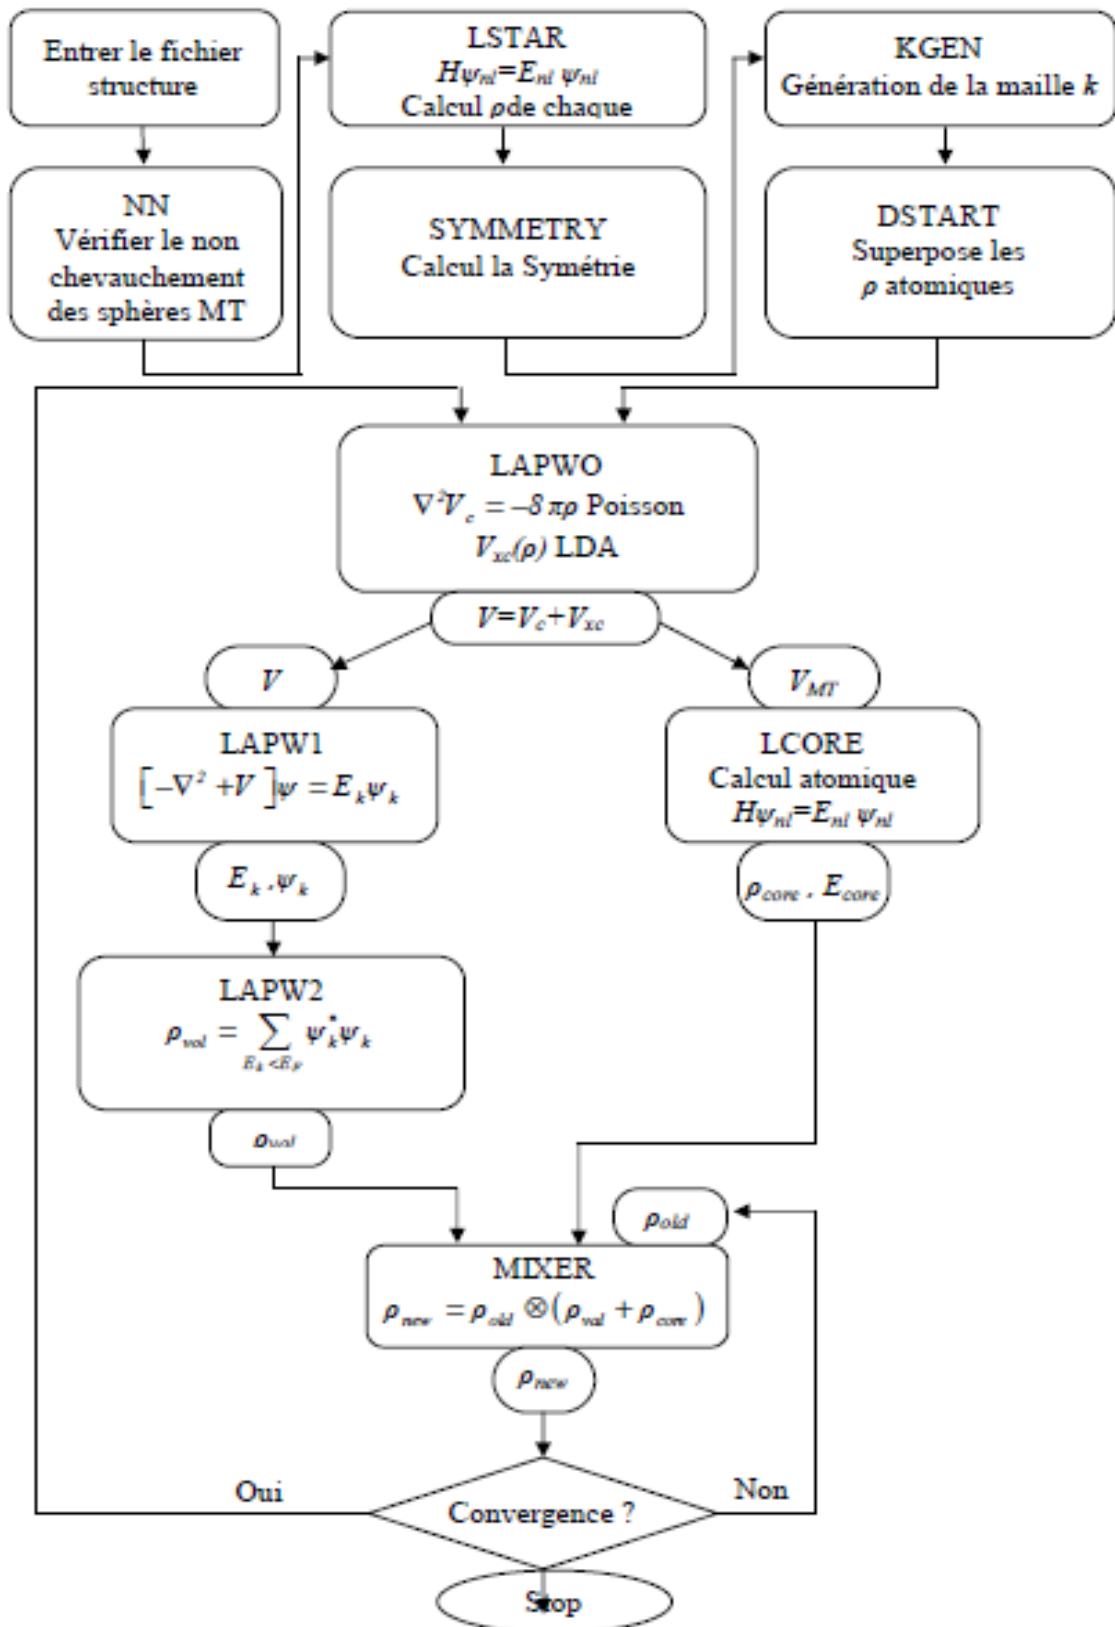 Entrer le fichier
structure
NN
Vérifier le non
chevauchement
des sphères MT
LSTAR
Hψnl=Enl ψnl
Calcul ρde chaque
SYMMETRY
Calcul la Symétrie
KGEN
Génération de la maille k
DSTART
Superpose les
ρ atomiques
LAPWO
∇²Vc = –8 πρ Poisson
Vxc(ρ) LDA
V=Vc+Vxc
V
VMT
LAPW1
[-∇² +V ]ψ = Ekψk
LCORE
Calcul atomique
Hψnl=Enl ψnl
Ek ,ψk
ρcore , Ecore
LAPW2
ρval = ∑ ψk*ψk
Ek <EF
ρval
ρold
MIXER
ρnew = ρold ⊗(ρval + ρcore)
ρnew
Oui
Convergence ?
Non
Stop